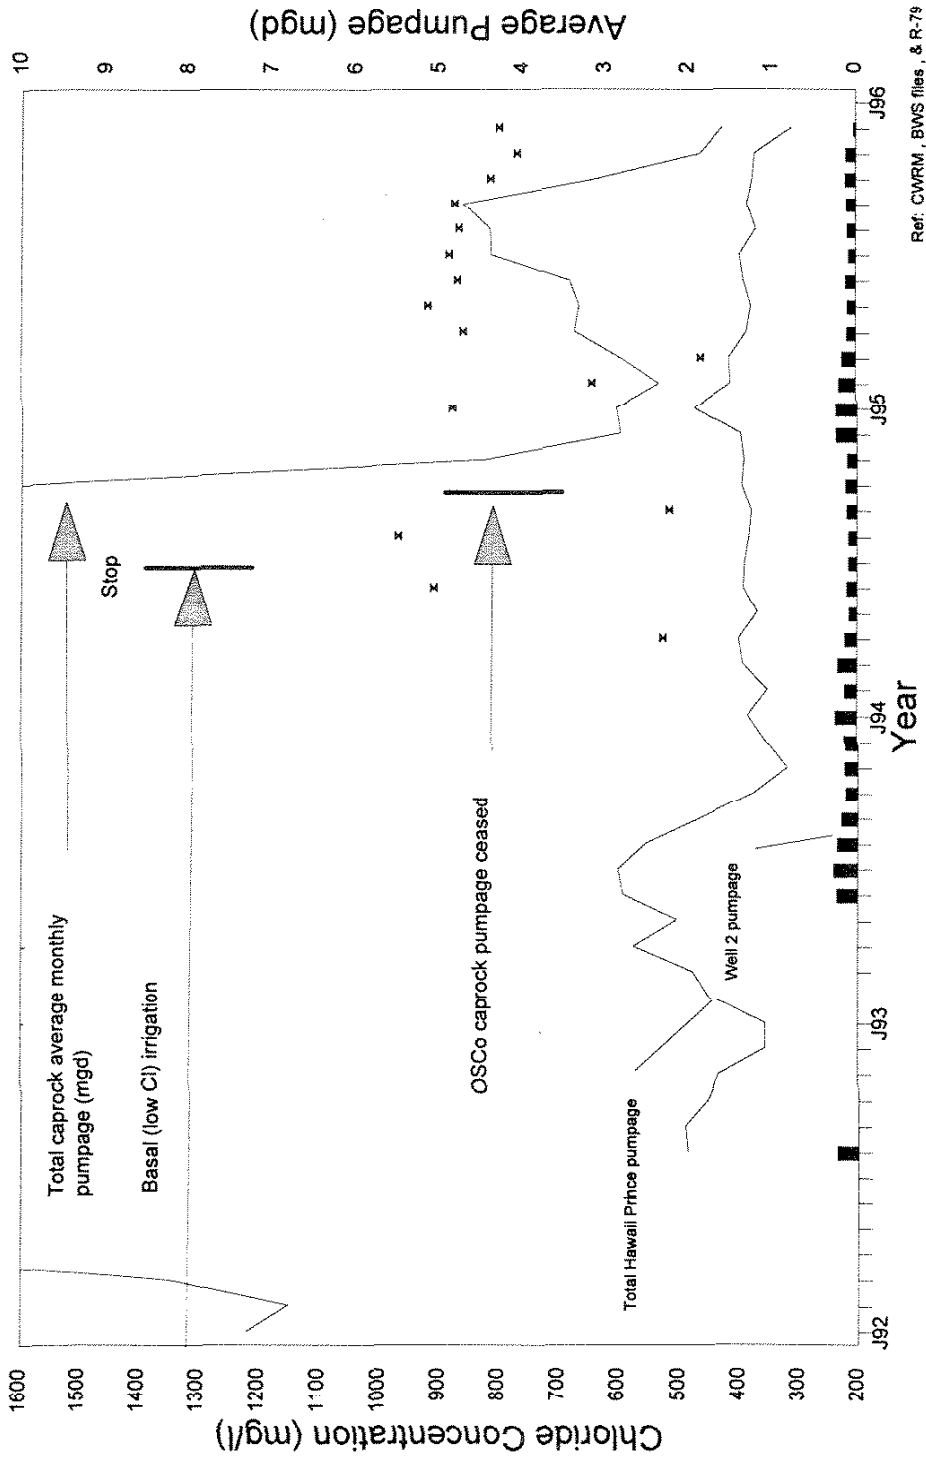 Chloride Concentration (mg/l)
1600
1500
1400
1300
1200
1100
1000
900
800
700
600
500
400
300
200
Total caprock average monthly
pumpage (mgd)
Basal (low Cl) irrigation
Stop
OSCo caprock pumpage ceased
Total Hawaii Prince pumpage
Well 2 pumpage
Average Pumpage (mgd)
10
9
8
7
6
5
4
3
2
1
0
J92
J93
J94
J95
J96
Year
Ref: CWRM , BWS files , & R-79